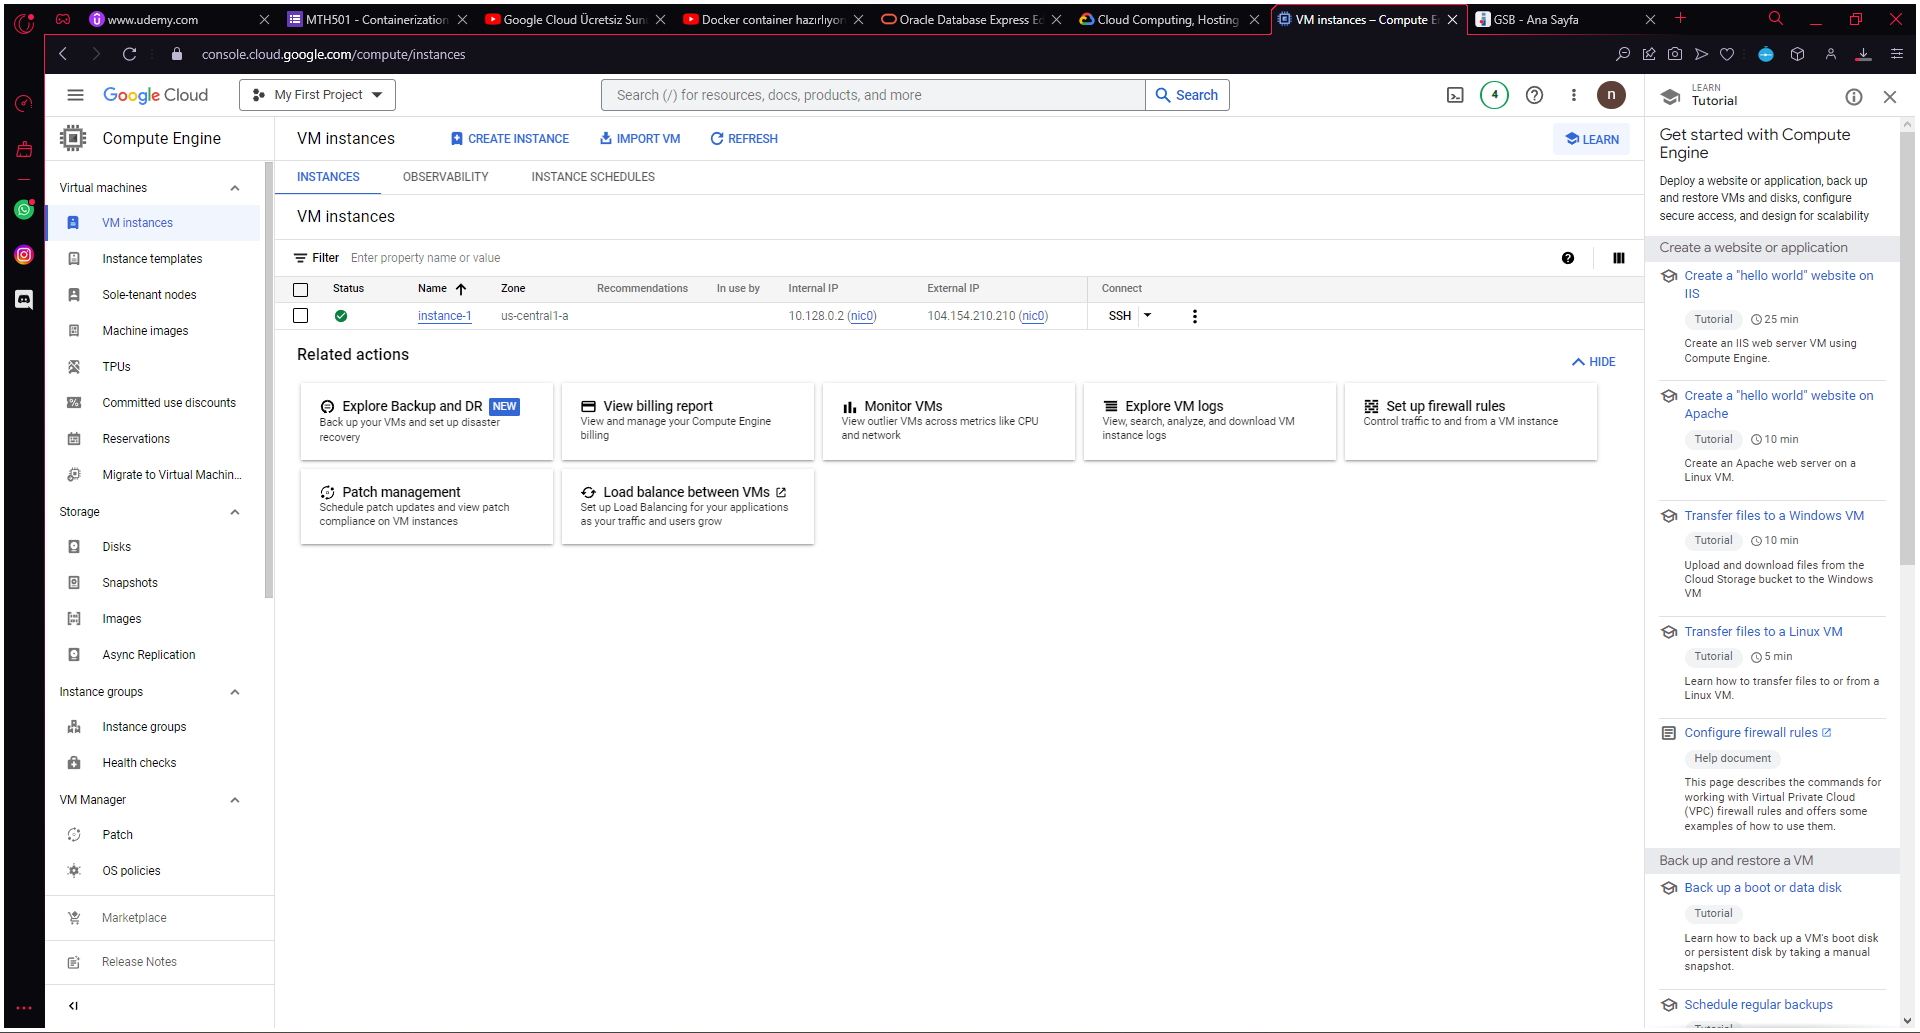 www.udemy.com
MTH501 - Containerization
Google Cloud Ücretsiz Sun
Docker container hazırlıyor
Oracle Database Express Ed
Cloud Computing, Hosting
VM instances – Compute E
GSB - Ana Sayfa
console.cloud.google.com/compute/instances
Google Cloud
My First Project
Search (/) for resources, docs, products, and more
Search
4
n
LEARN
Tutorial
Compute Engine
VM instances
CREATE INSTANCE
IMPORT VM
REFRESH
LEARN
Virtual machines
VM instances
Instance templates
Sole-tenant nodes
Machine images
TPUs
Committed use discounts
Reservations
Migrate to Virtual Machin...
Storage
Disks
Snapshots
Images
Async Replication
Instance groups
Instance groups
Health checks
VM Manager
Patch
OS policies
Marketplace
Release Notes
INSTANCES
OBSERVABILITY
INSTANCE SCHEDULES
VM instances
Filter
Enter property name or value
Status
Name
Zone
Recommendations
In use by
Internal IP
External IP
Connect
instance-1
us-central1-a
10.128.0.2 (nic0)
104.154.210.210 (nic0)
SSH
Related actions
HIDE
Explore Backup and DR NEW
Back up your VMs and set up disaster
recovery
View billing report
View and manage your Compute Engine
billing
Monitor VMs
View outlier VMs across metrics like CPU
and network
Explore VM logs
View, search, analyze, and download VM
instance logs
Set up firewall rules
Control traffic to and from a VM instance
Patch management
Schedule patch updates and view patch
compliance on VM instances
Load balance between VMs
Set up Load Balancing for your applications
as your traffic and users grow
Get started with Compute
Engine
Deploy a website or application, back up
and restore VMs and disks, configure
secure access, and design for scalability
Create a website or application
Create a "hello world" website on
IIS
Tutorial
25 min
Create an IIS web server VM using
Compute Engine.
Create a "hello world" website on
Apache
Tutorial
10 min
Create an Apache web server on a
Linux VM.
Transfer files to a Windows VM
Tutorial
10 min
Upload and download files from the
Cloud Storage bucket to the Windows
VM
Transfer files to a Linux VM
Tutorial
5 min
Learn how to transfer files to or from a
Linux VM.
Configure firewall rules
Help document
This page describes the commands for
working with Virtual Private Cloud
(VPC) firewall rules and offers some
examples of how to use them.
Back up and restore a VM
Back up a boot or data disk
Tutorial
Learn how to back up a VM's boot disk
or persistent disk by taking a manual
snapshot.
Schedule regular backups
Tutorial